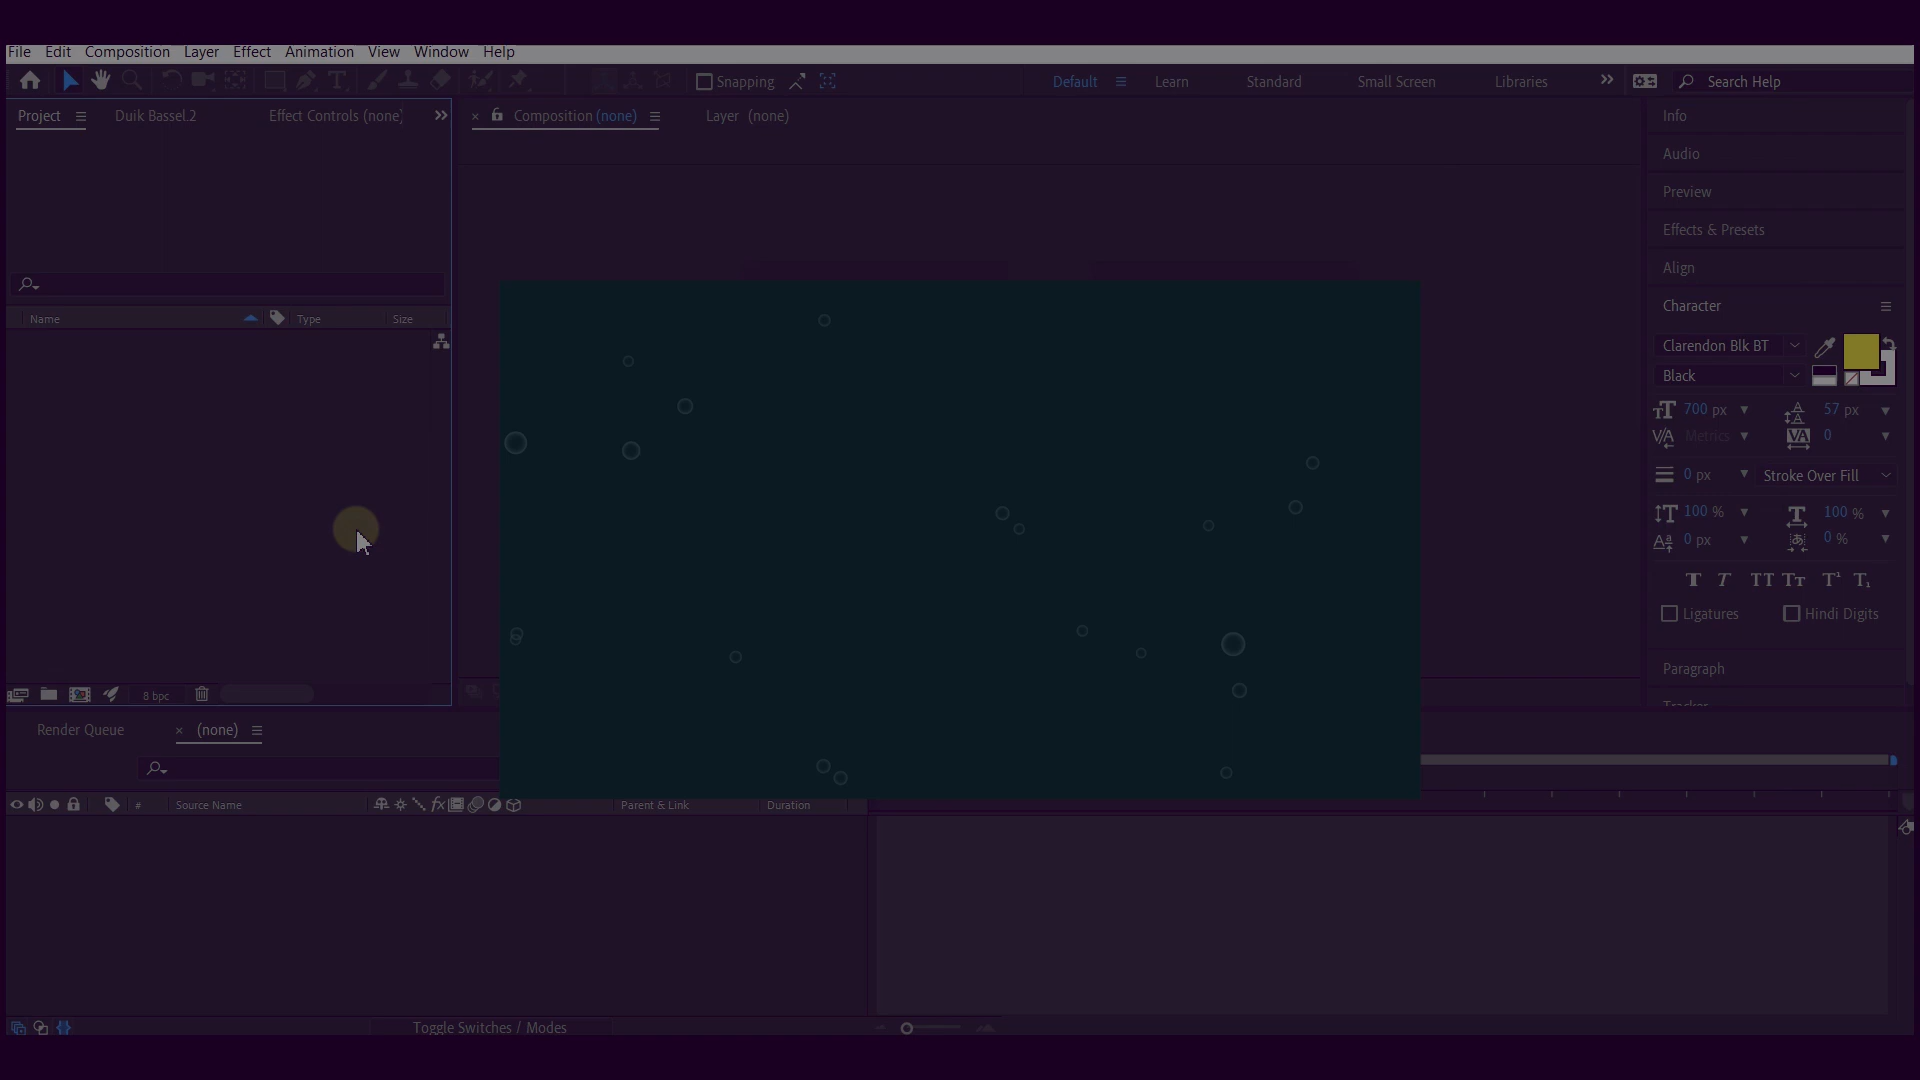 File Edit Composition Layer Effect Animation View Window Help
Snapping Default Learn Standard Small Screen Libraries Search Help
Project Duik Bassel.2 Effect Controls (none) Composition (none) Layer (none)
Info
Audio
Preview
Effects & Presets
Align
Character
Name Type Size
Clarendon Blk BT
Black
700 px 57 px
Metrics 0
0 px Stroke Over Fill
100 % 100 %
0 px 0 %
Ligatures Hindi Digits
Paragraph
8 bpc
Tracker
Render Queue (none)
# Source Name Parent & Link Duration
Toggle Switches / Modes